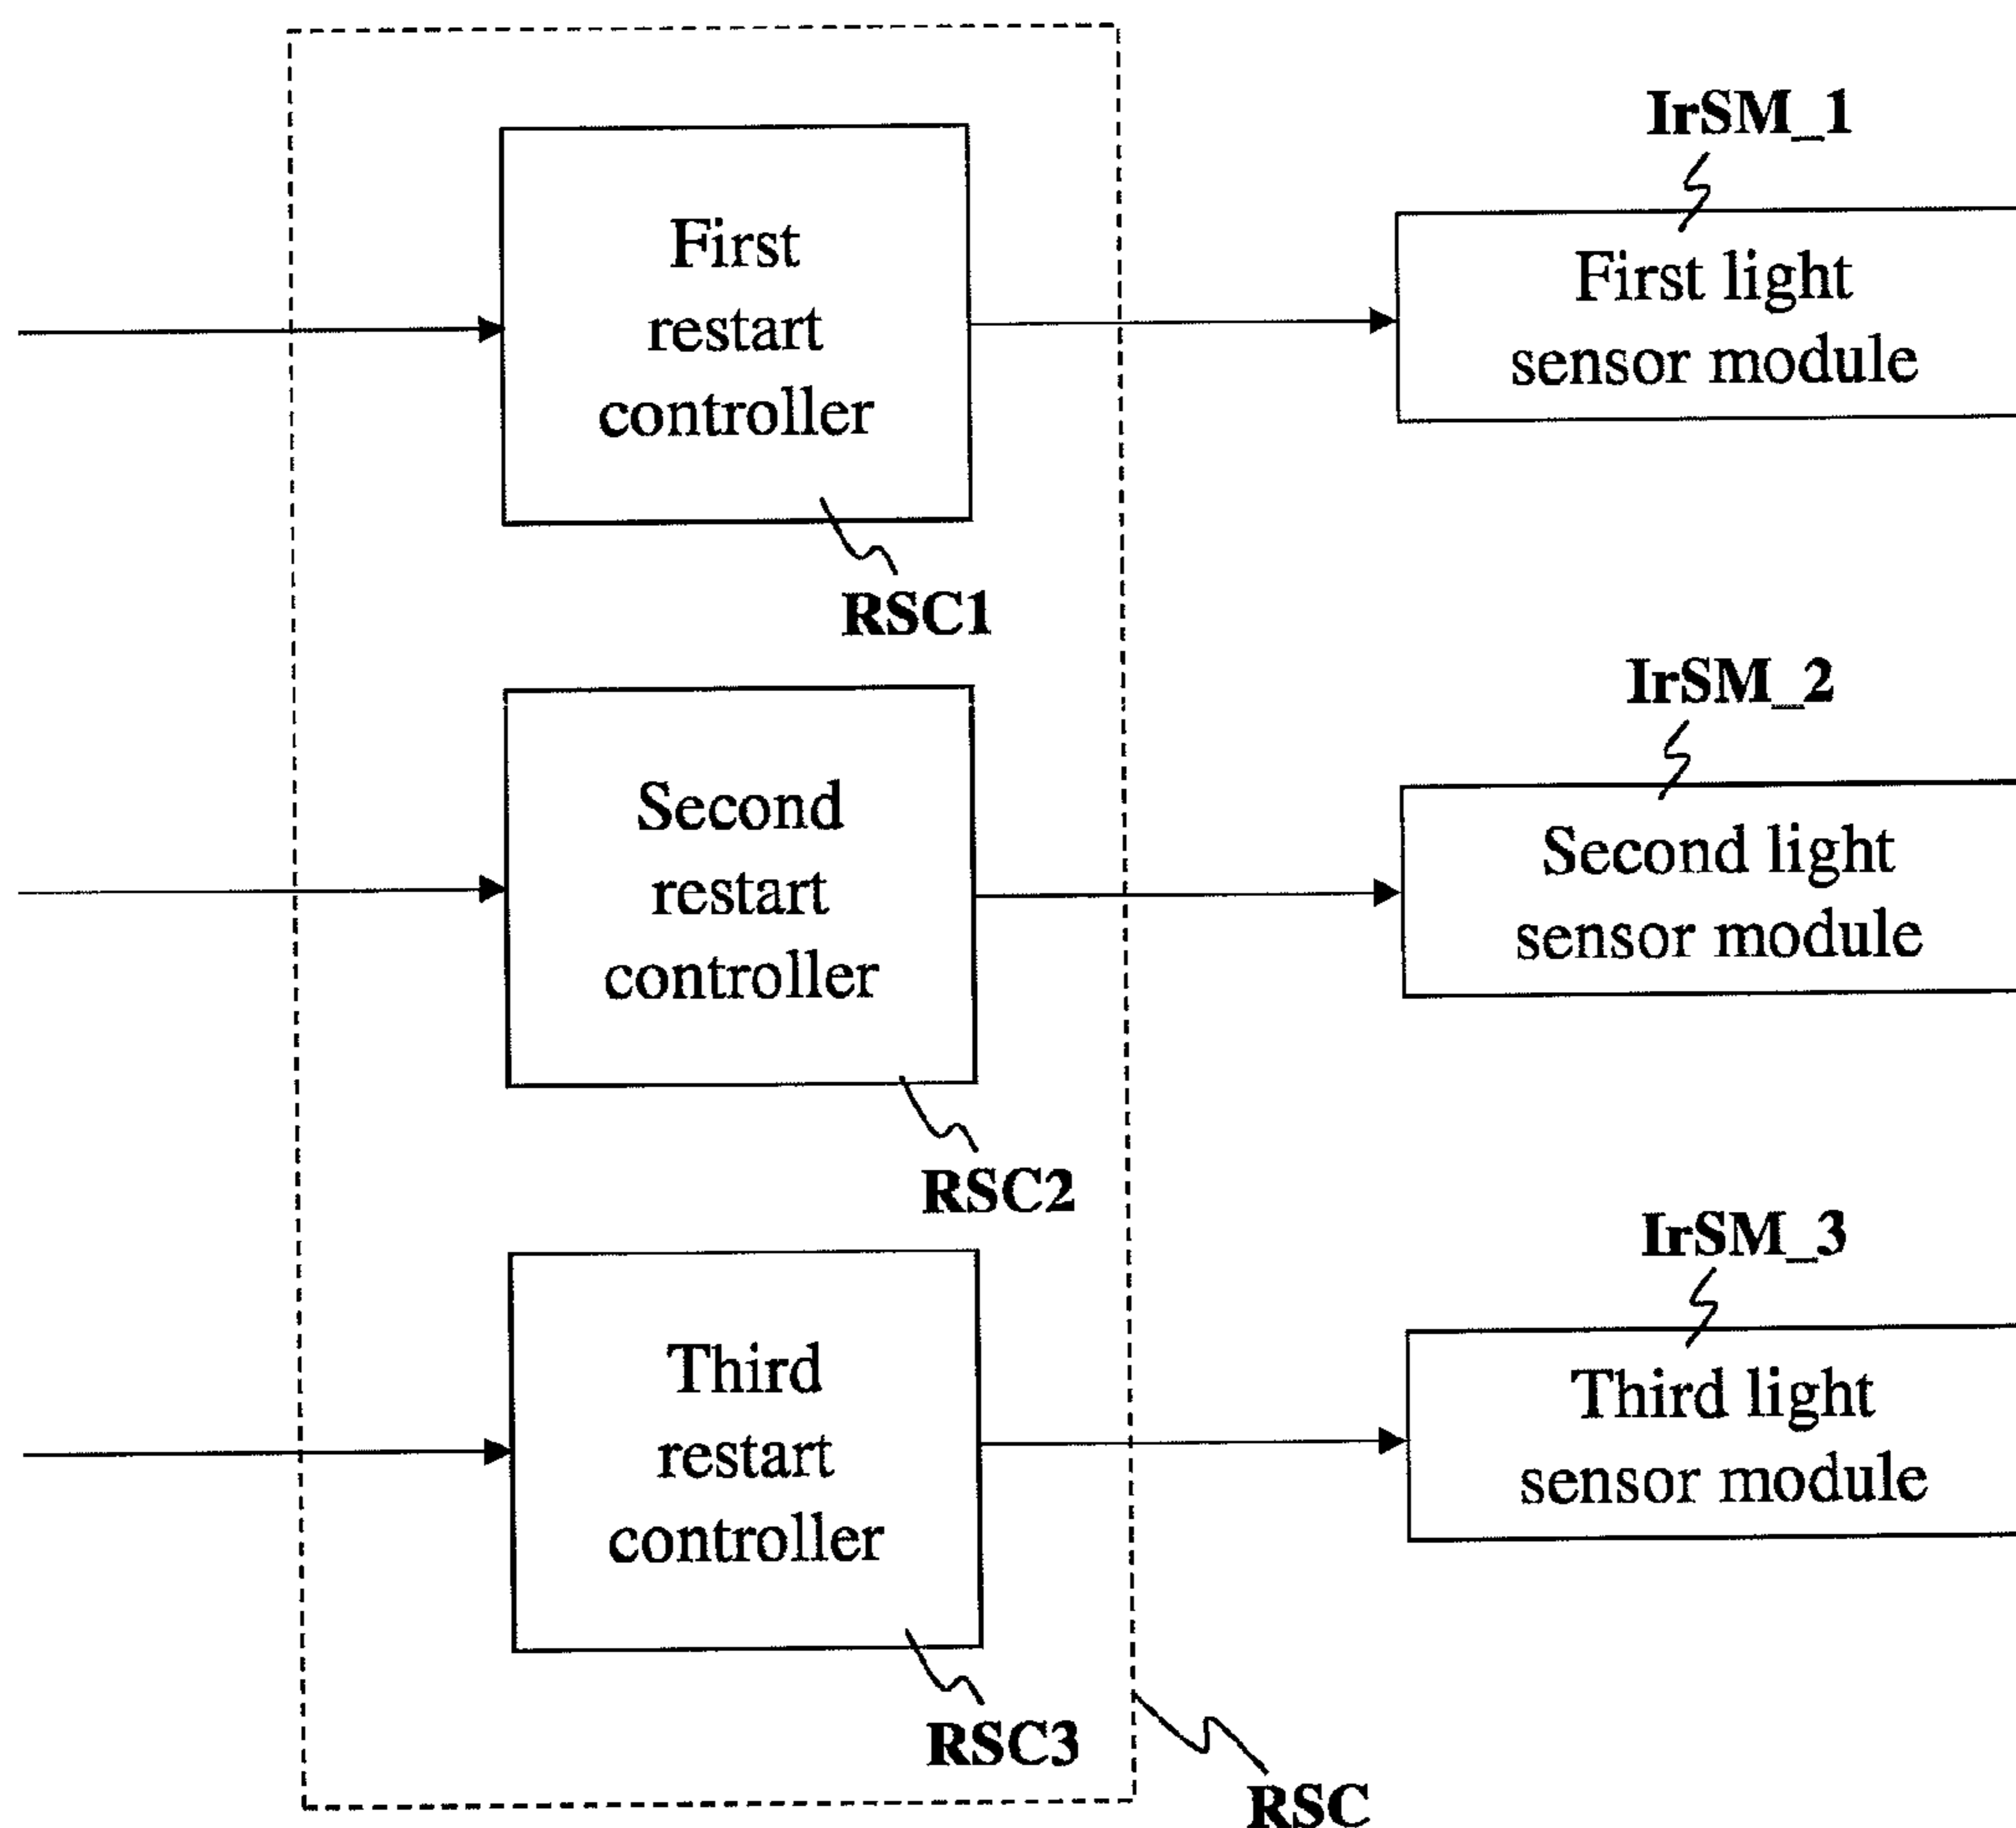 IrSM_1
First
restart
controller
First light
sensor module
RSC1
IrSM_2
Second
restart
controller
Second light
sensor module
RSC2
IrSM_3
Third
restart
controller
Third light
sensor module
RSC3
RSC